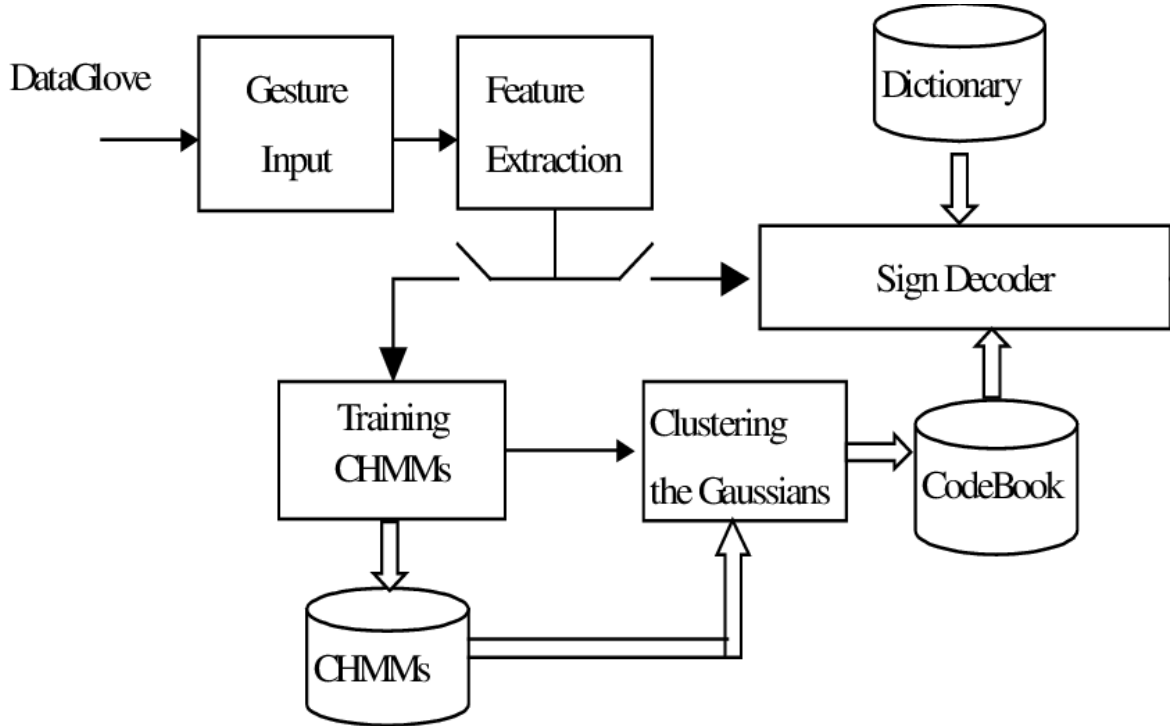 DataGlove
Gesture
Input
Feature
Extraction
Dictionary
Sign Decoder
Training
CHMMs
Clustering
the Gaussians
CodeBook
CHMMs